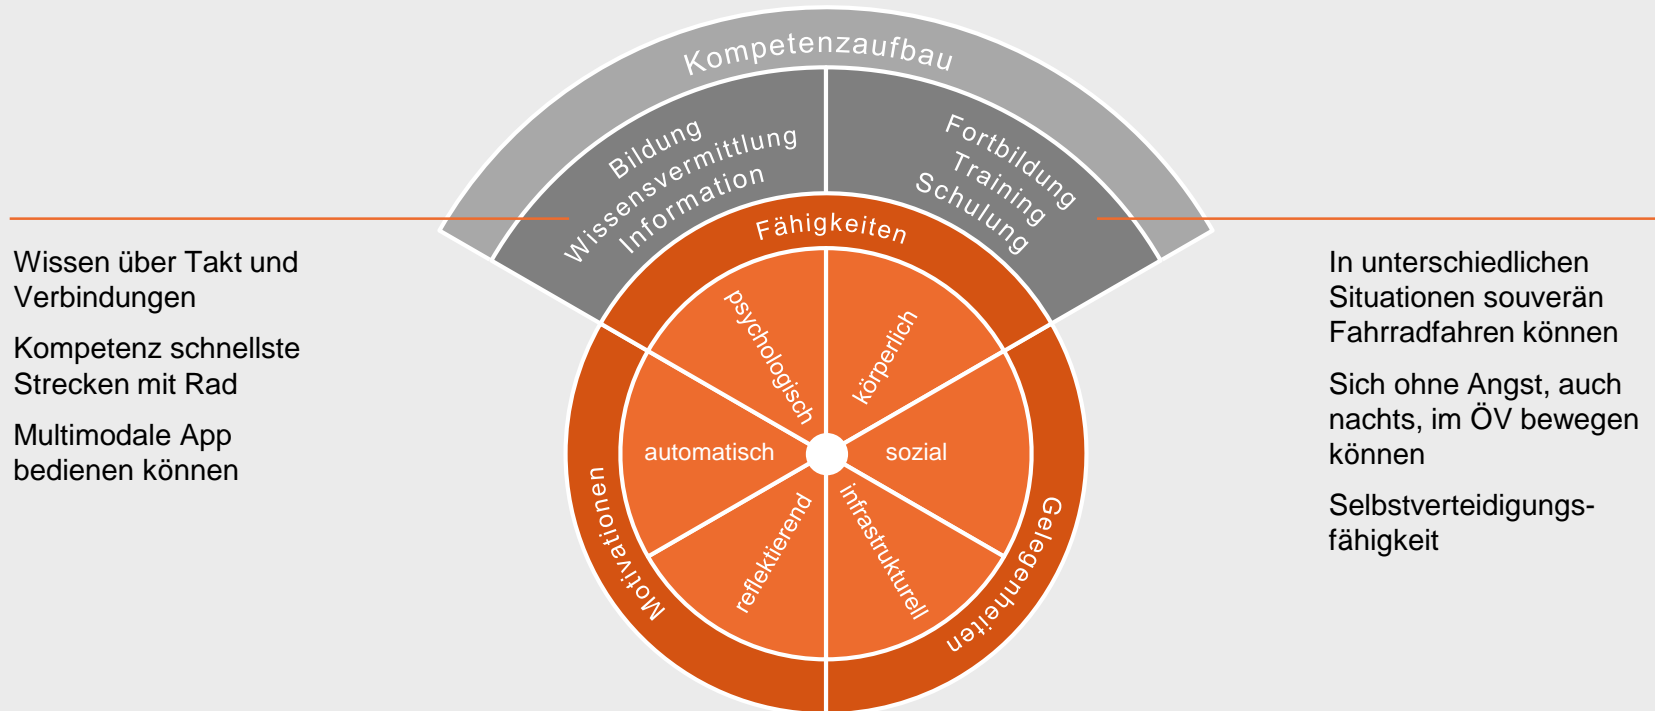 Kompetenzaufbau
Bildung
Wissensvermittlung
Information
Fortbildung
Training
Schulung
Fähigkeiten
psychologisch
körperlich
automatisch
sozial
reflektierend
infrastrukturell
Motivationen
Gelegenheiten
Wissen über Takt und
Verbindungen
Kompetenz schnellste
Strecken mit Rad
Multimodale App
bedienen können
In unterschiedlichen
Situationen souverän
Fahrradfahren können
Sich ohne Angst, auch
nachts, im ÖV bewegen
können
Selbstverteidigungs-
fähigkeit